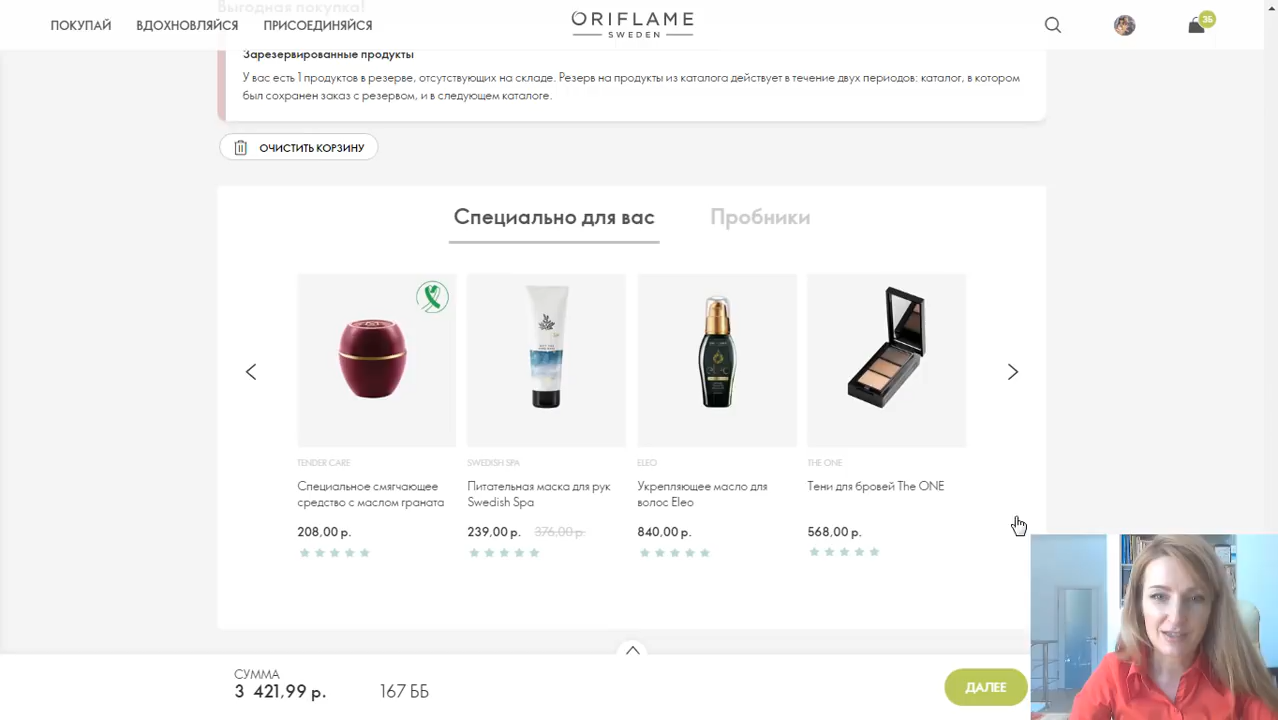 Выгодная покупка!
ПОКУПАЙ ВДОХНОВЛЯЙСЯ ПРИСОЕДИНЯЙСЯ
ORIFLAME
SWEDEN
36
Зарезервированные продукты
У вас есть 1 продуктов в резерве, отсутствующих на складе. Резерв на продукты из каталога действует в течение двух периодов: каталог, в котором
был сохранен заказ с резервом, и в следующем каталоге.
ОЧИСТИТЬ КОРЗИНУ
Специально для вас Пробники
TENDER CARE
Специальное смягчающее
средство с маслом граната
208,00 р.
SWEDISH SPA
Питательная маска для рук
Swedish Spa
239,00 р. 376,00 р.
ELEO
Укрепляющее масло для
волос Eleo
840,00 р.
THE ONE
Тени для бровей The ONE
568,00 р.
СУММА
3 421,99 р. 167 ББ
ДАЛЕЕ